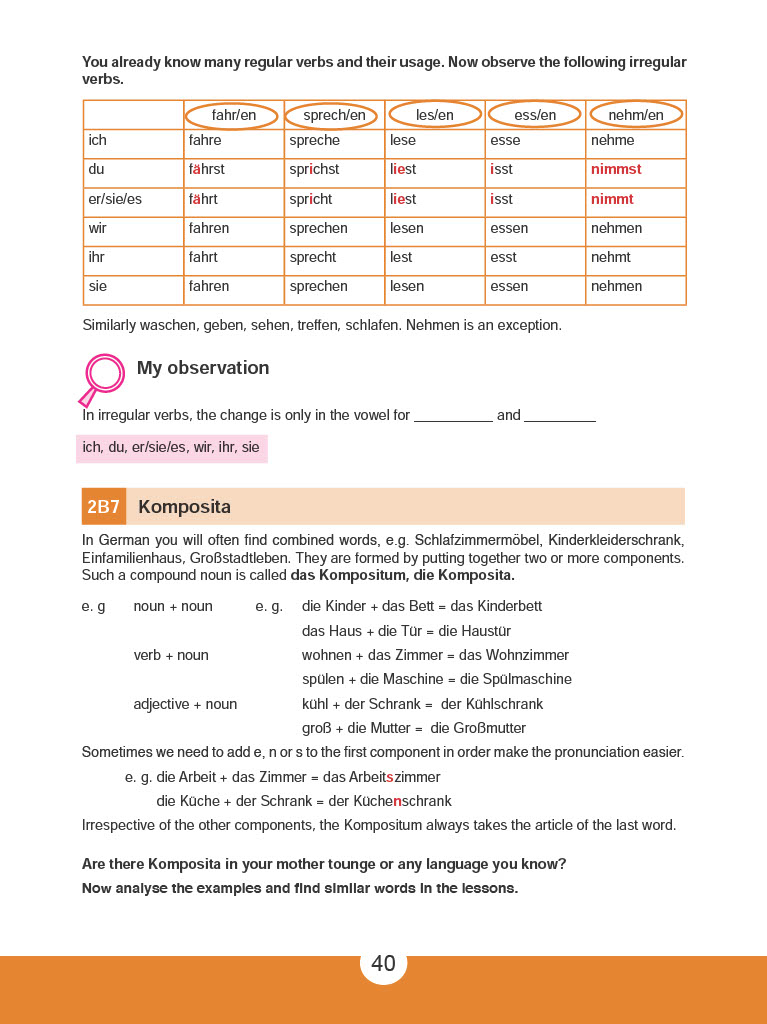 You already know many regular verbs and their usage. Now observe the following irregular
verbs.
fahr/en sprech/en les/en ess/en nehm/en
ich fahre spreche lese esse nehme
du fährst sprichst liest isst nimmst
er/sie/es fährt spricht liest isst nimmt
wir fahren sprechen lesen essen nehmen
ihr fahrt sprecht lest esst nehmt
sie fahren sprechen lesen essen nehmen
Similarly waschen, geben, sehen, treffen, schlafen. Nehmen is an exception.
My observation
In irregular verbs, the change is only in the vowel for __________ and _________
ich, du, er/sie/es, wir, ihr, sie
2B7 Komposita
In German you will often find combined words, e.g. Schlafzimmermöbel, Kinderkleiderschrank,
Einfamilienhaus, Großstadtleben. They are formed by putting together two or more components.
Such a compound noun is called das Kompositum, die Komposita.
e. g noun + noun e. g. die Kinder + das Bett = das Kinderbett
das Haus + die Tür = die Haustür
verb + noun wohnen + das Zimmer = das Wohnzimmer
spülen + die Maschine = die Spülmaschine
adjective + noun kühl + der Schrank = der Kühlschrank
groß + die Mutter = die Großmutter
Sometimes we need to add e, n or s to the first component in order make the pronunciation easier.
e. g. die Arbeit + das Zimmer = das Arbeitszimmer
die Küche + der Schrank = der Küchenschrank
Irrespective of the other components, the Kompositum always takes the article of the last word.
Are there Komposita in your mother tounge or any language you know?
Now analyse the examples and find similar words in the lessons.
40